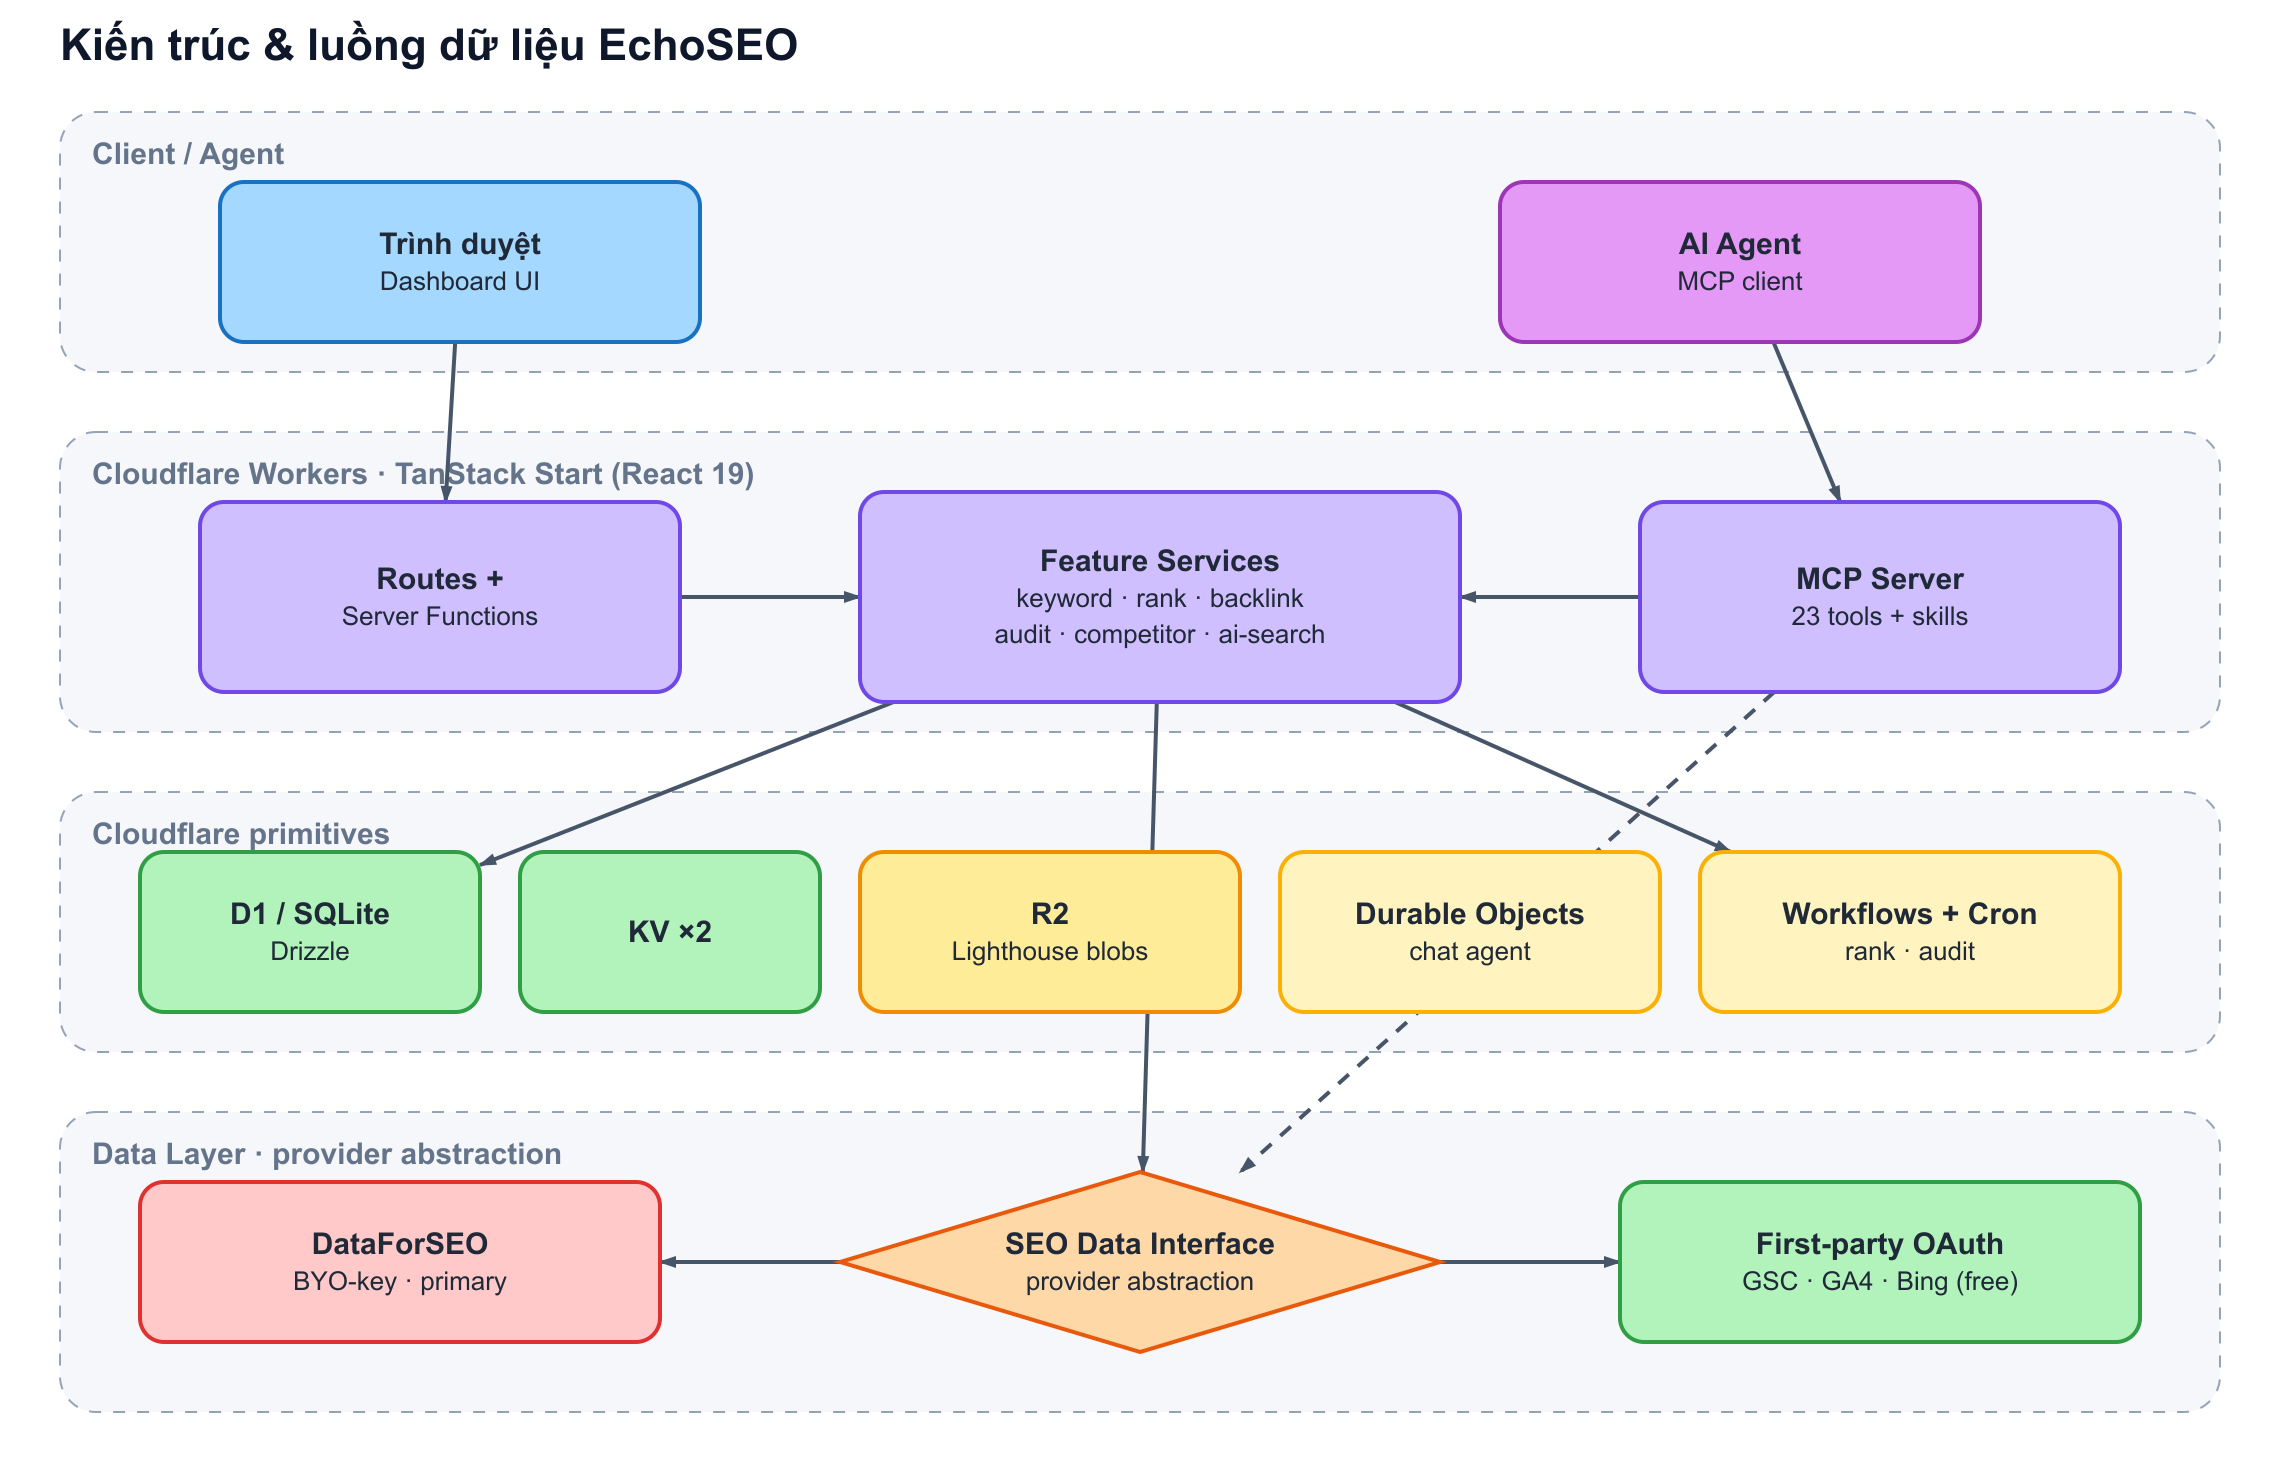 Kiến trúc & luồng dữ liệu EchoSEO
Client / Agent
Trình duyệt
Dashboard UI
AI Agent
MCP client
Cloudflare Workers · TanStack Start (React 19)
Routes +
Server Functions
Feature Services
keyword · rank · backlink
audit · competitor · ai-search
MCP Server
23 tools + skills
Cloudflare primitives
D1 / SQLite
Drizzle
KV ×2
R2
Lighthouse blobs
Durable Objects
chat agent
Workflows + Cron
rank · audit
Data Layer · provider abstraction
DataForSEO
BYO-key · primary
SEO Data Interface
provider abstraction
First-party OAuth
GSC · GA4 · Bing (free)